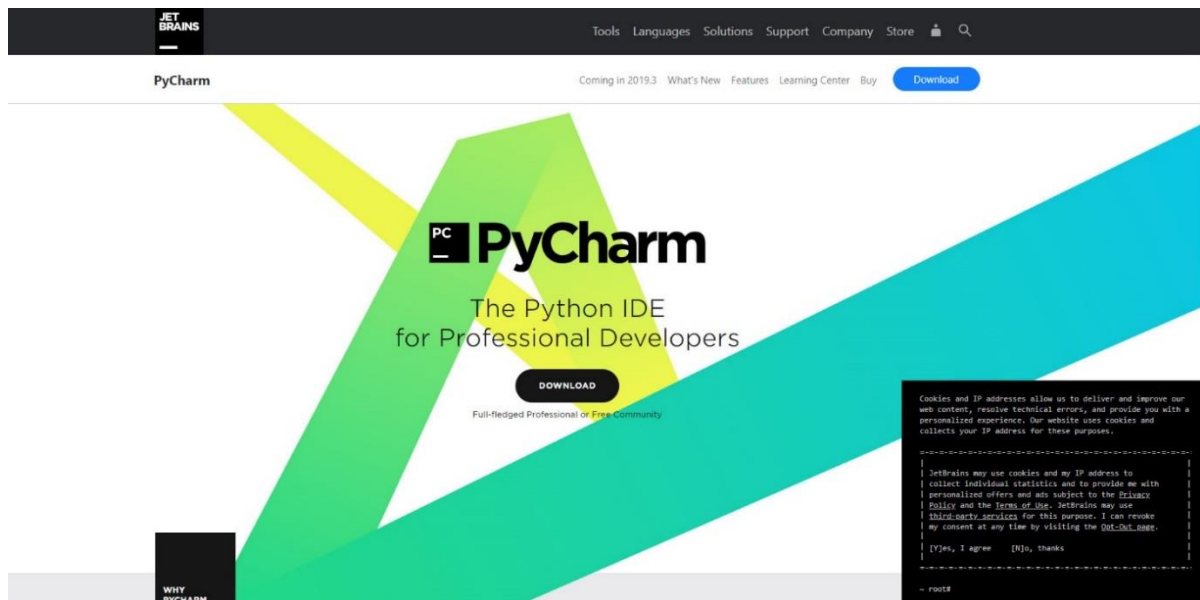 JET
BRAINS
Tools Languages Solutions Support Company Store
PyCharm
Coming in 2019.3 What's New Features Learning Center Buy Download
PC
PyCharm
The Python IDE
for Professional Developers
DOWNLOAD
Full-fledged Professional or Free Community
Cookies and IP addresses allow us to deliver and improve our
web content, resolve technical errors, and provide you with a
personalized experience. Our website uses cookies and
collects your IP address for these purposes.
JetBrains may use cookies and my IP address to
collect individual statistics and to provide me with
personalized offers and ads subject to the Privacy
Policy and the Terms of Use. JetBrains may use
third-party services for this purpose. I can revoke
my consent at any time by visiting the Opt-Out page.
[Y]es, I agree [N]o, thanks
~ root#
WHY
PYCHARM